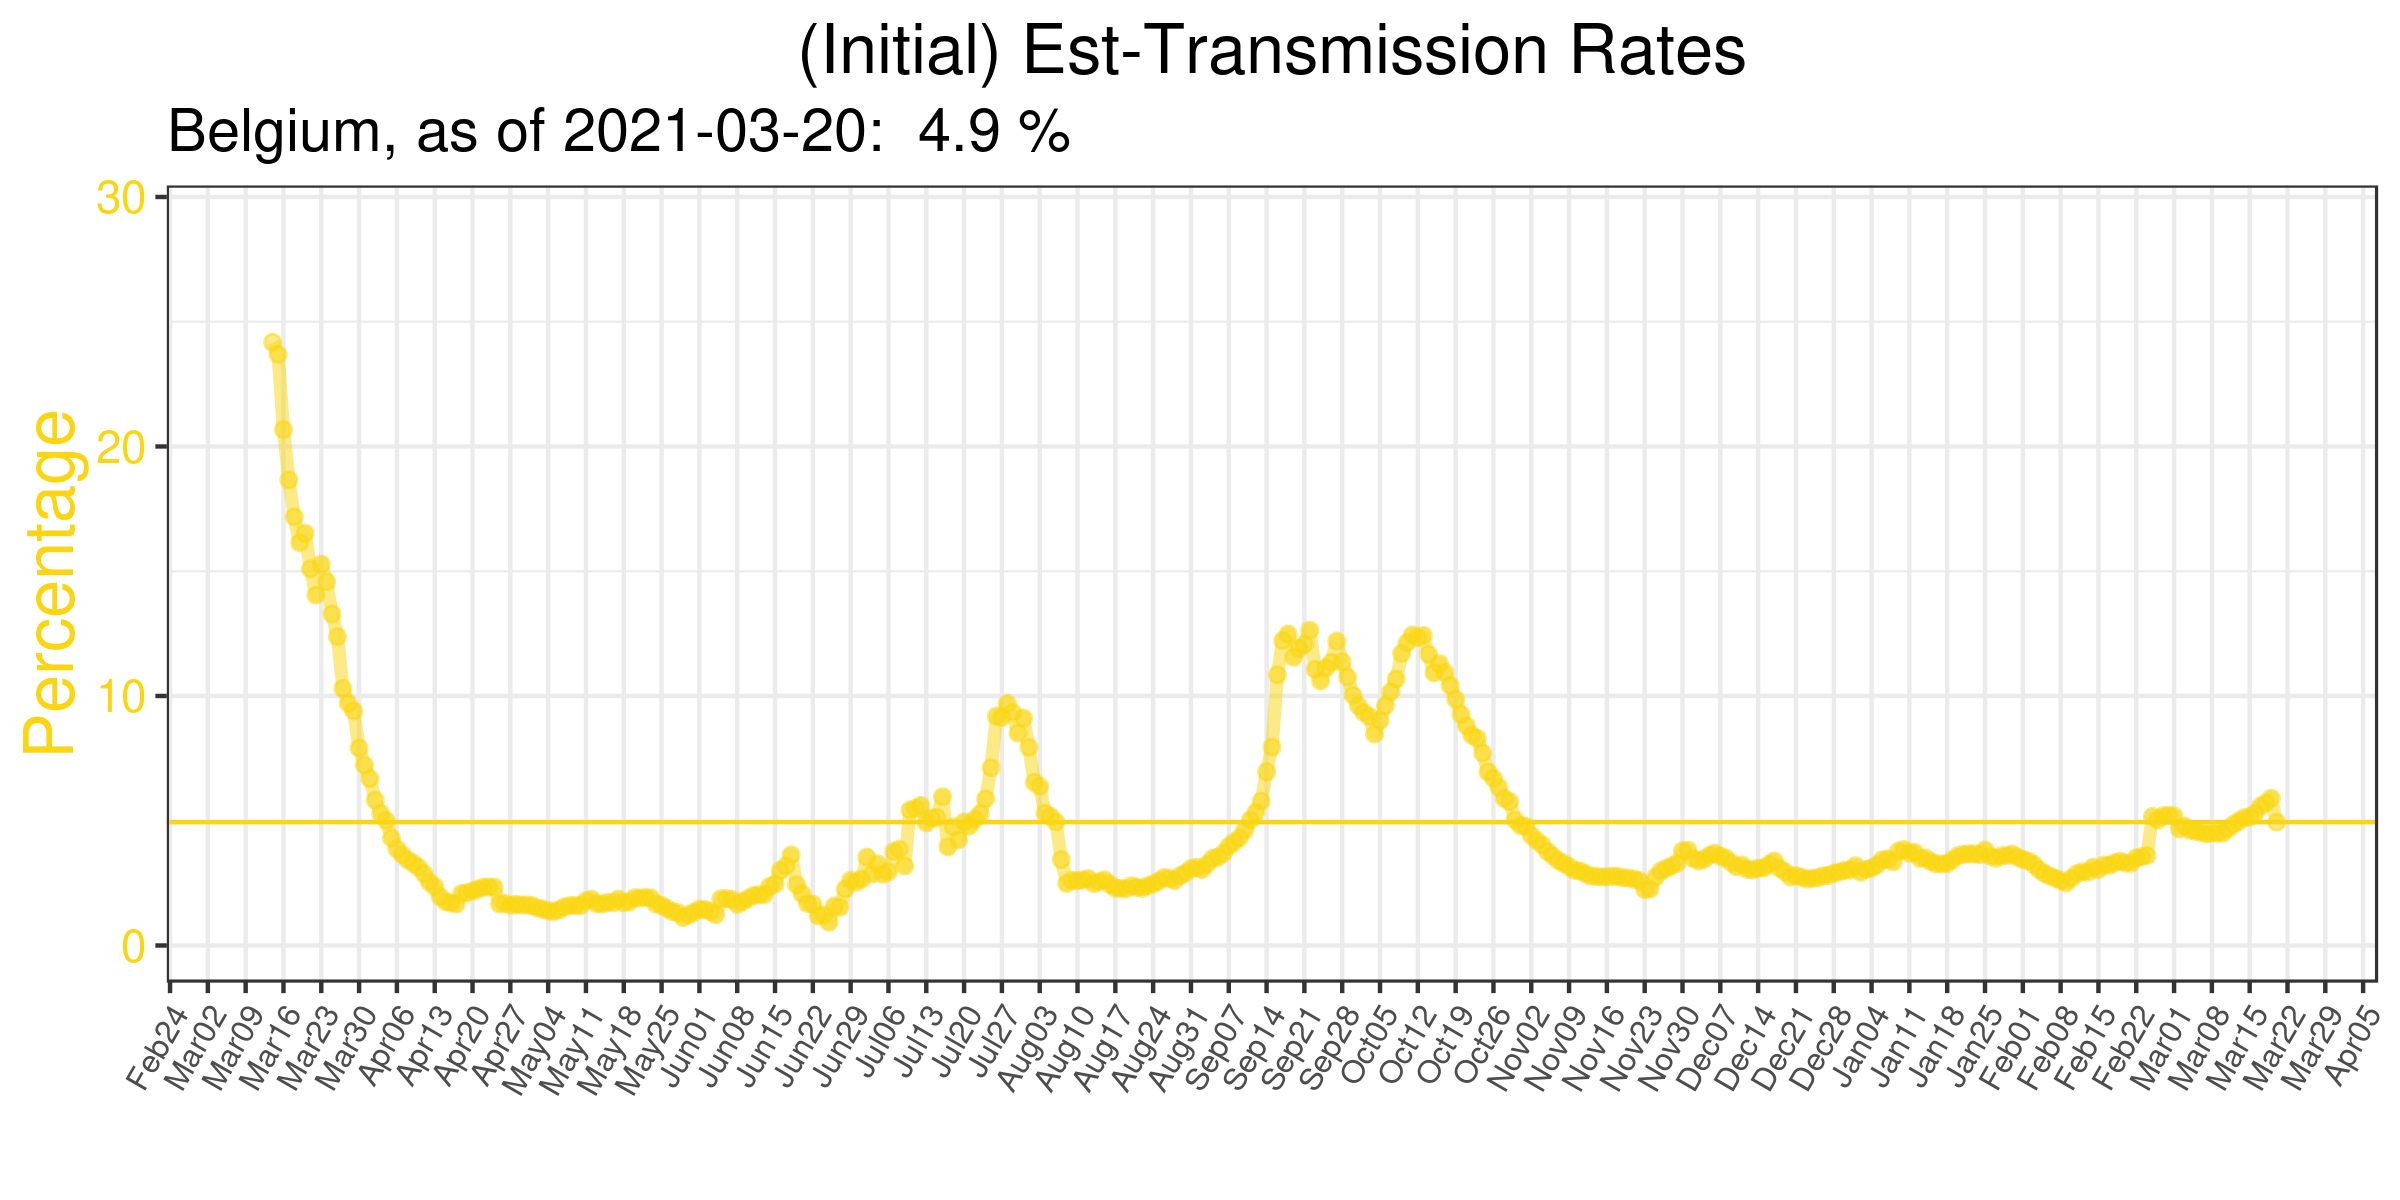 (Initial) Est-Transmission Rates
Belgium, as of 2021-03-20:  4.9 %
Percentage
30
20
10
0
Feb24
Mar02
Mar09
Mar16
Mar23
Mar30
Apr06
Apr13
Apr20
Apr27
May04
May11
May18
May25
Jun01
Jun08
Jun15
Jun22
Jun29
Jul06
Jul13
Jul20
Jul27
Aug03
Aug10
Aug17
Aug24
Aug31
Sep07
Sep14
Sep21
Sep28
Oct05
Oct12
Oct19
Oct26
Nov02
Nov09
Nov16
Nov23
Nov30
Dec07
Dec14
Dec21
Dec28
Jan04
Jan11
Jan18
Jan25
Feb01
Feb08
Feb15
Feb22
Mar01
Mar08
Mar15
Mar22
Mar29
Apr05